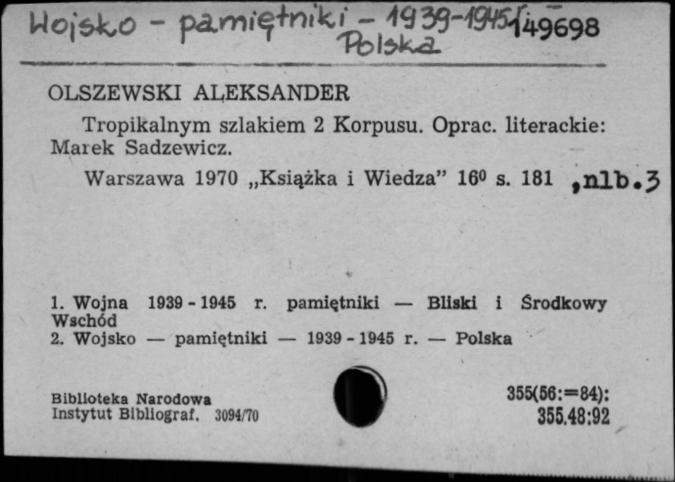 Wojsko - pamiętniki - 1939-1945 r. -
149698
Polska
OLSZEWSKI ALEKSANDER
Tropikalnym szlakiem 2 Korpusu. Oprac. literackie:
Marek Sadzewicz.
Warszawa 1970 „Książka i Wiedza” 16⁰ s. 181 ,nlb.3
1. Wojna 1939 - 1945 r. pamiętniki — Bliski i Środkowy
Wschód
2. Wojsko — pamiętniki — 1939 - 1945 r. — Polska
Biblioteka Narodowa
Instytut Bibliograf. 3094/70
355(56:=84):
355.48:92